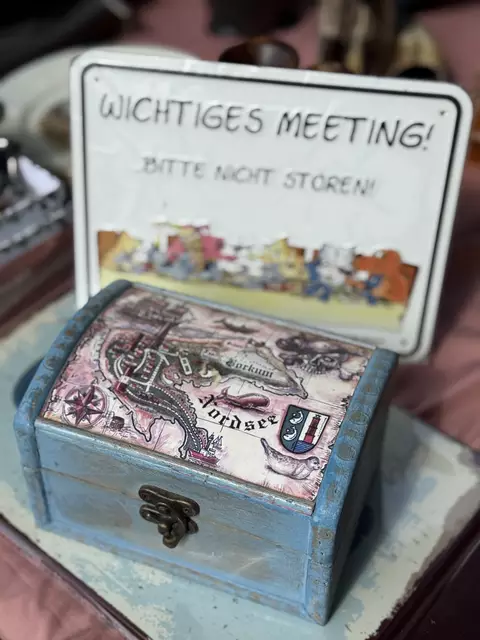 WICHTIGES MEETING!
BITTE NICHT STÖREN!
Borkum
Nordsee